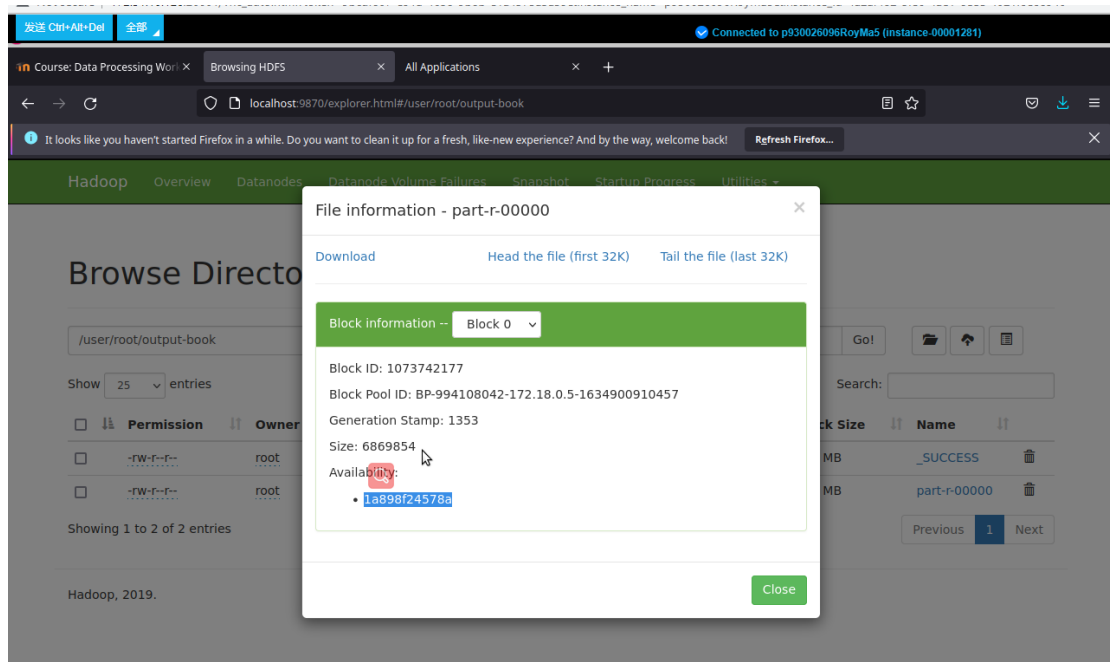 发送 Ctrl+Alt+Del 全部
Connected to p930026096RoyMa5 (instance-00001281)
Course: Data Processing Work
Browsing HDFS
All Applications
localhost:9870/explorer.html#/user/root/output-book
It looks like you haven't started Firefox in a while. Do you want to clean it up for a fresh, like-new experience? And by the way, welcome back! Refresh Firefox...
Hadoop Overview Datanodes Datanode Volume Failures Snapshot Startup Progress Utilities
File information - part-r-00000
Download Head the file (first 32K) Tail the file (last 32K)
Browse Directo
Block information -- Block 0
/user/root/output-book Go!
Block ID: 1073742177
Block Pool ID: BP-994108042-172.18.0.5-1634900910457
Show 25 entries Search:
Generation Stamp: 1353
Permission Owner ck Size Name
Size: 6869854
-rw-r--r-- root MB _SUCCESS
Availability:
-rw-r--r-- root MB part-r-00000
1a898f24578a
Showing 1 to 2 of 2 entries Previous 1 Next
Close
Hadoop, 2019.